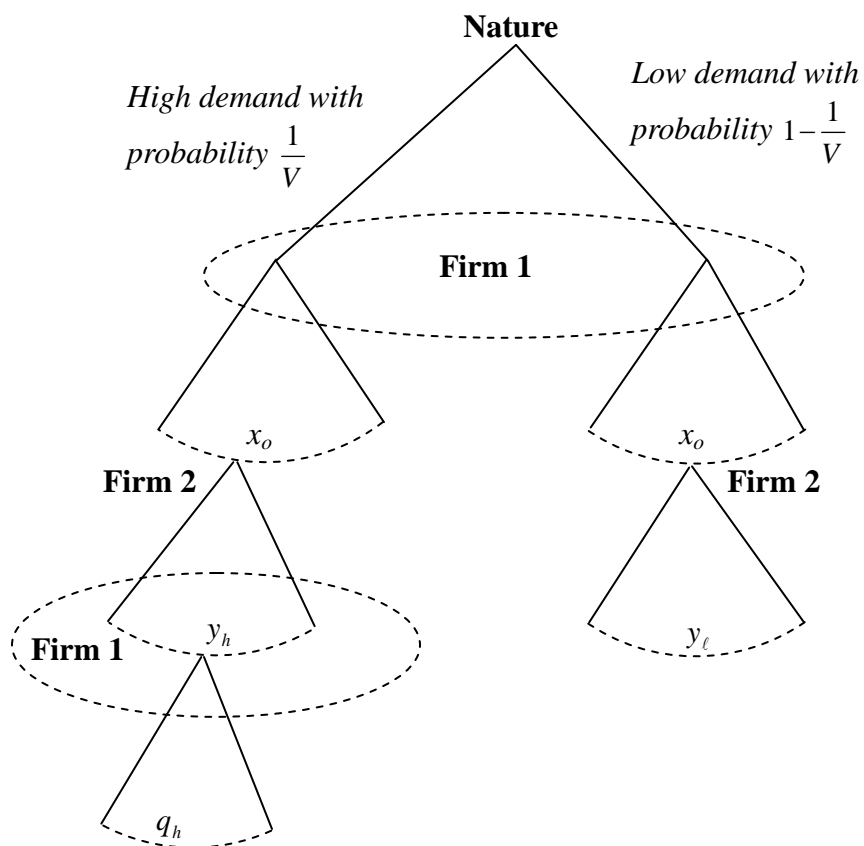 Nature
High demand with
probability 1/V
Low demand with
probability 1 − 1/V
Firm 1
x_o
x_o
Firm 2
Firm 2
y_h
y_ℓ
Firm 1
q_h